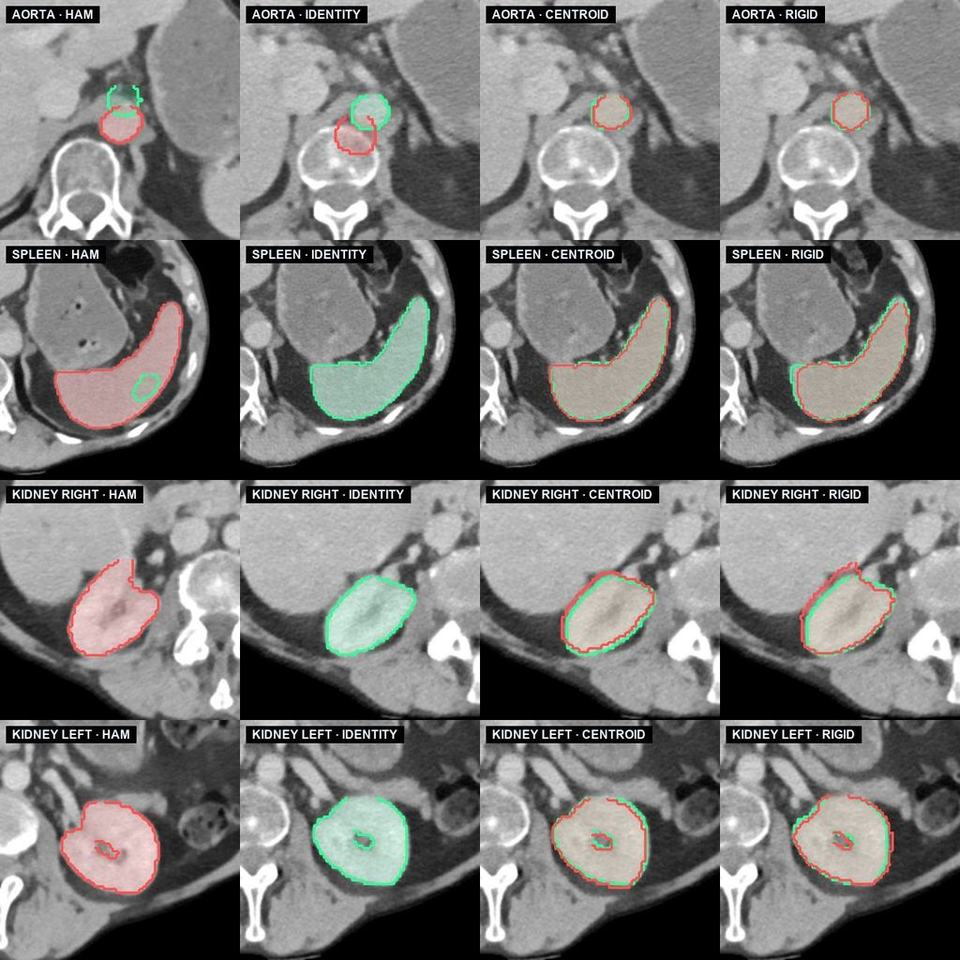 AORTA · HAM
AORTA · IDENTITY
AORTA · CENTROID
AORTA · RIGID
SPLEEN · HAM
SPLEEN · IDENTITY
SPLEEN · CENTROID
SPLEEN · RIGID
KIDNEY RIGHT · HAM
KIDNEY RIGHT · IDENTITY
KIDNEY RIGHT · CENTROID
KIDNEY RIGHT · RIGID
KIDNEY LEFT · HAM
KIDNEY LEFT · IDENTITY
KIDNEY LEFT · CENTROID
KIDNEY LEFT · RIGID